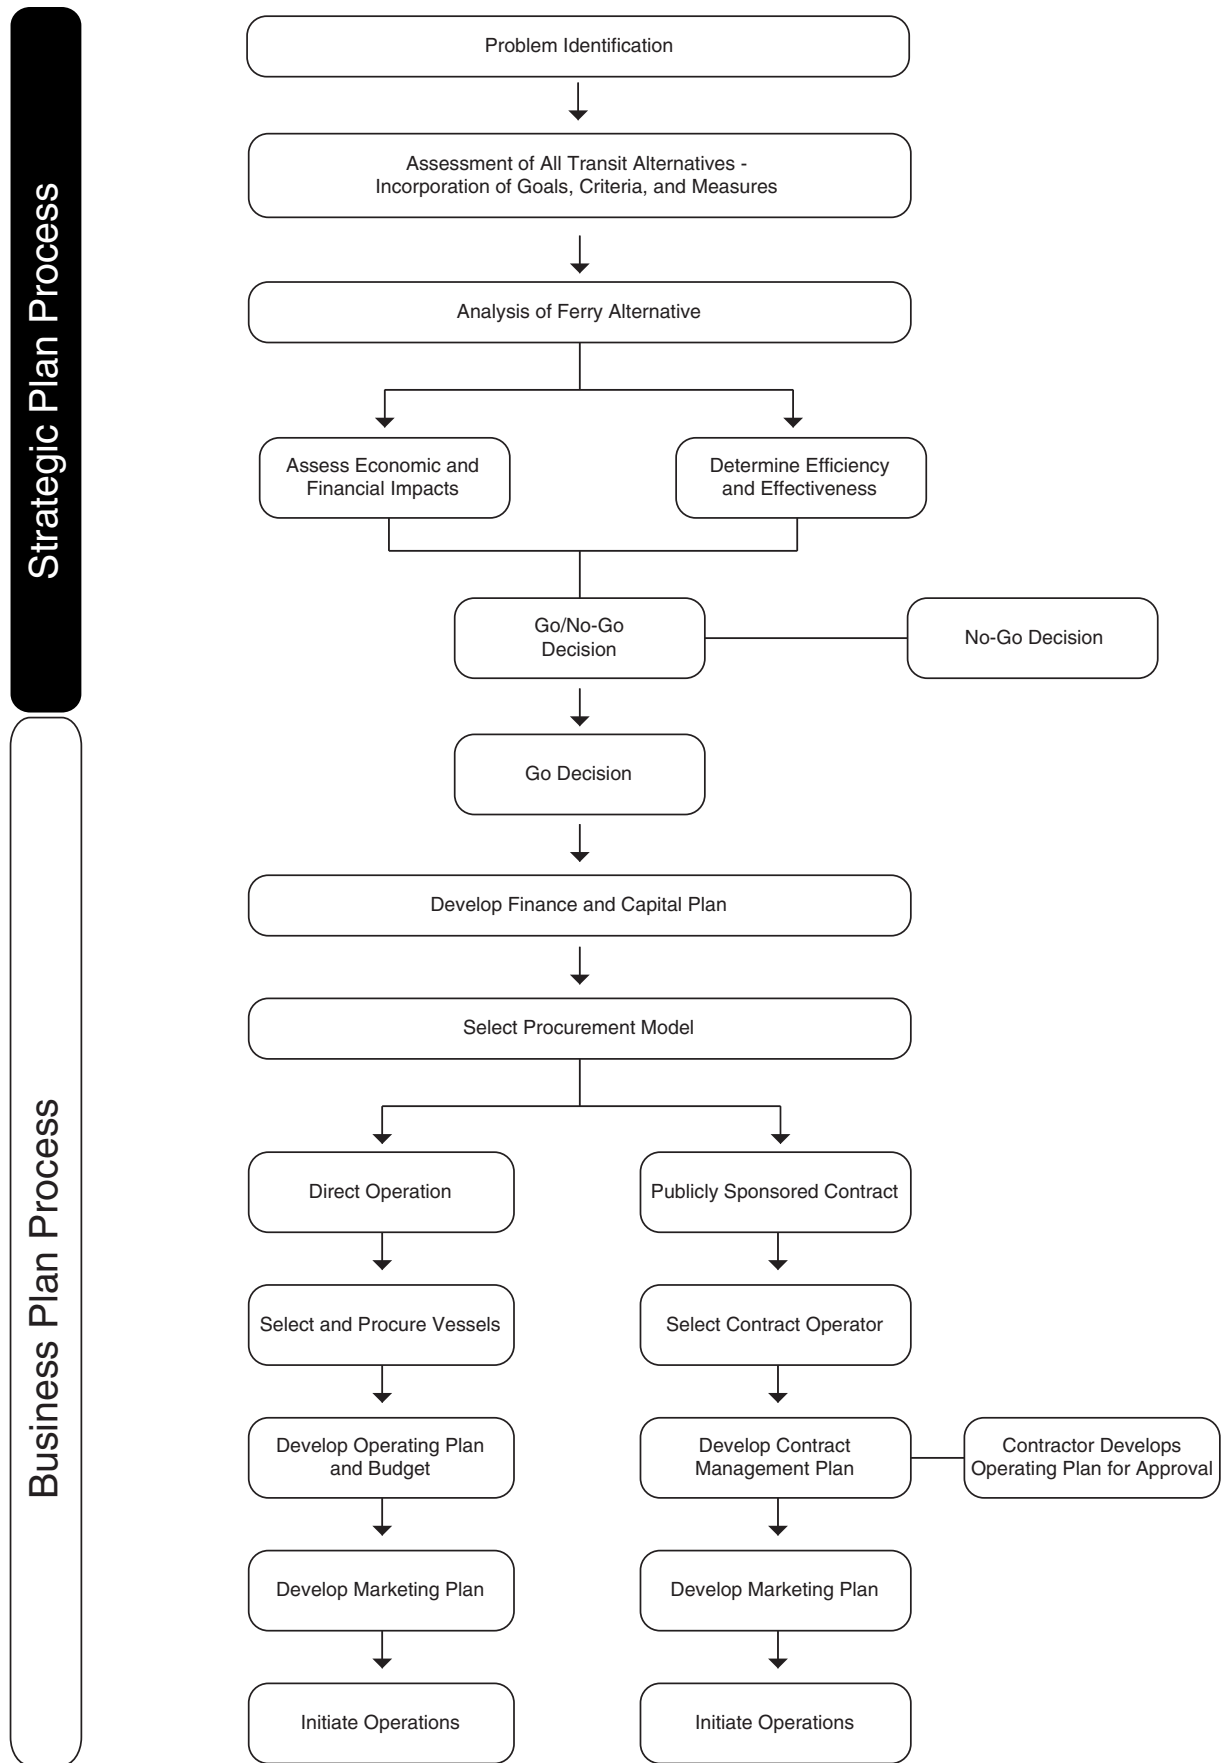 Strategic Plan Process
Problem Identification
Assessment of All Transit Alternatives -
Incorporation of Goals, Criteria, and Measures
Analysis of Ferry Alternative
Assess Economic and
Financial Impacts
Determine Efficiency
and Effectiveness
Go/No-Go
Decision
No-Go Decision
Business Plan Process
Go Decision
Develop Finance and Capital Plan
Select Procurement Model
Direct Operation
Publicly Sponsored Contract
Select and Procure Vessels
Select Contract Operator
Develop Operating Plan
and Budget
Develop Contract
Management Plan
Contractor Develops
Operating Plan for Approval
Develop Marketing Plan
Develop Marketing Plan
Initiate Operations
Initiate Operations